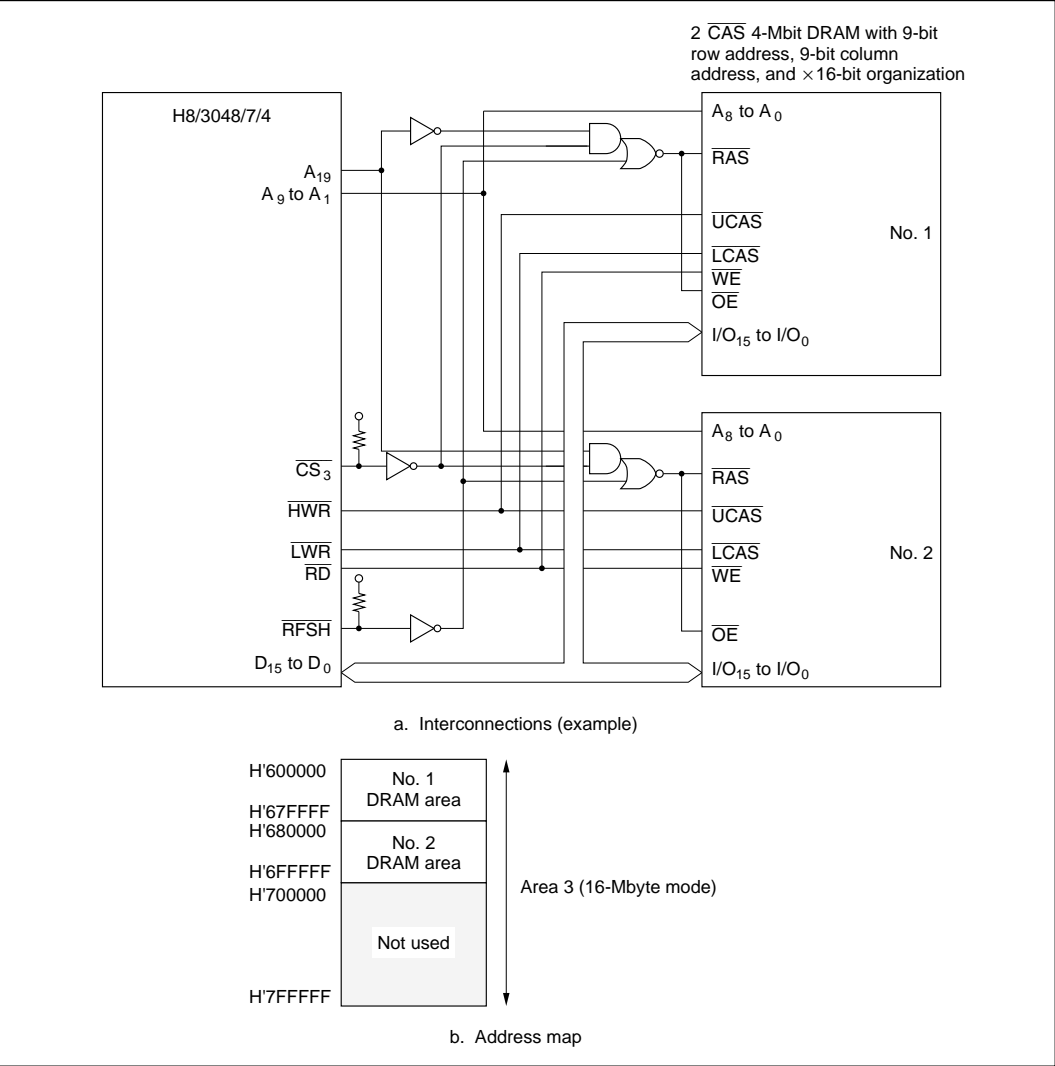 2 CAS 4-Mbit DRAM with 9-bit
row address, 9-bit column
address, and ×16-bit organization
H8/3048/7/4
A19
A9 to A1
CS3
HWR
LWR
RD
RFSH
D15 to D0
A8 to A0
RAS
UCAS
LCAS
WE
OE
I/O15 to I/O0
No. 1
A8 to A0
RAS
UCAS
LCAS
WE
OE
I/O15 to I/O0
No. 2
a. Interconnections (example)
H'600000
H'67FFFF
H'680000
H'6FFFFF
H'700000
H'7FFFFF
No. 1
DRAM area
No. 2
DRAM area
Not used
Area 3 (16-Mbyte mode)
b. Address map